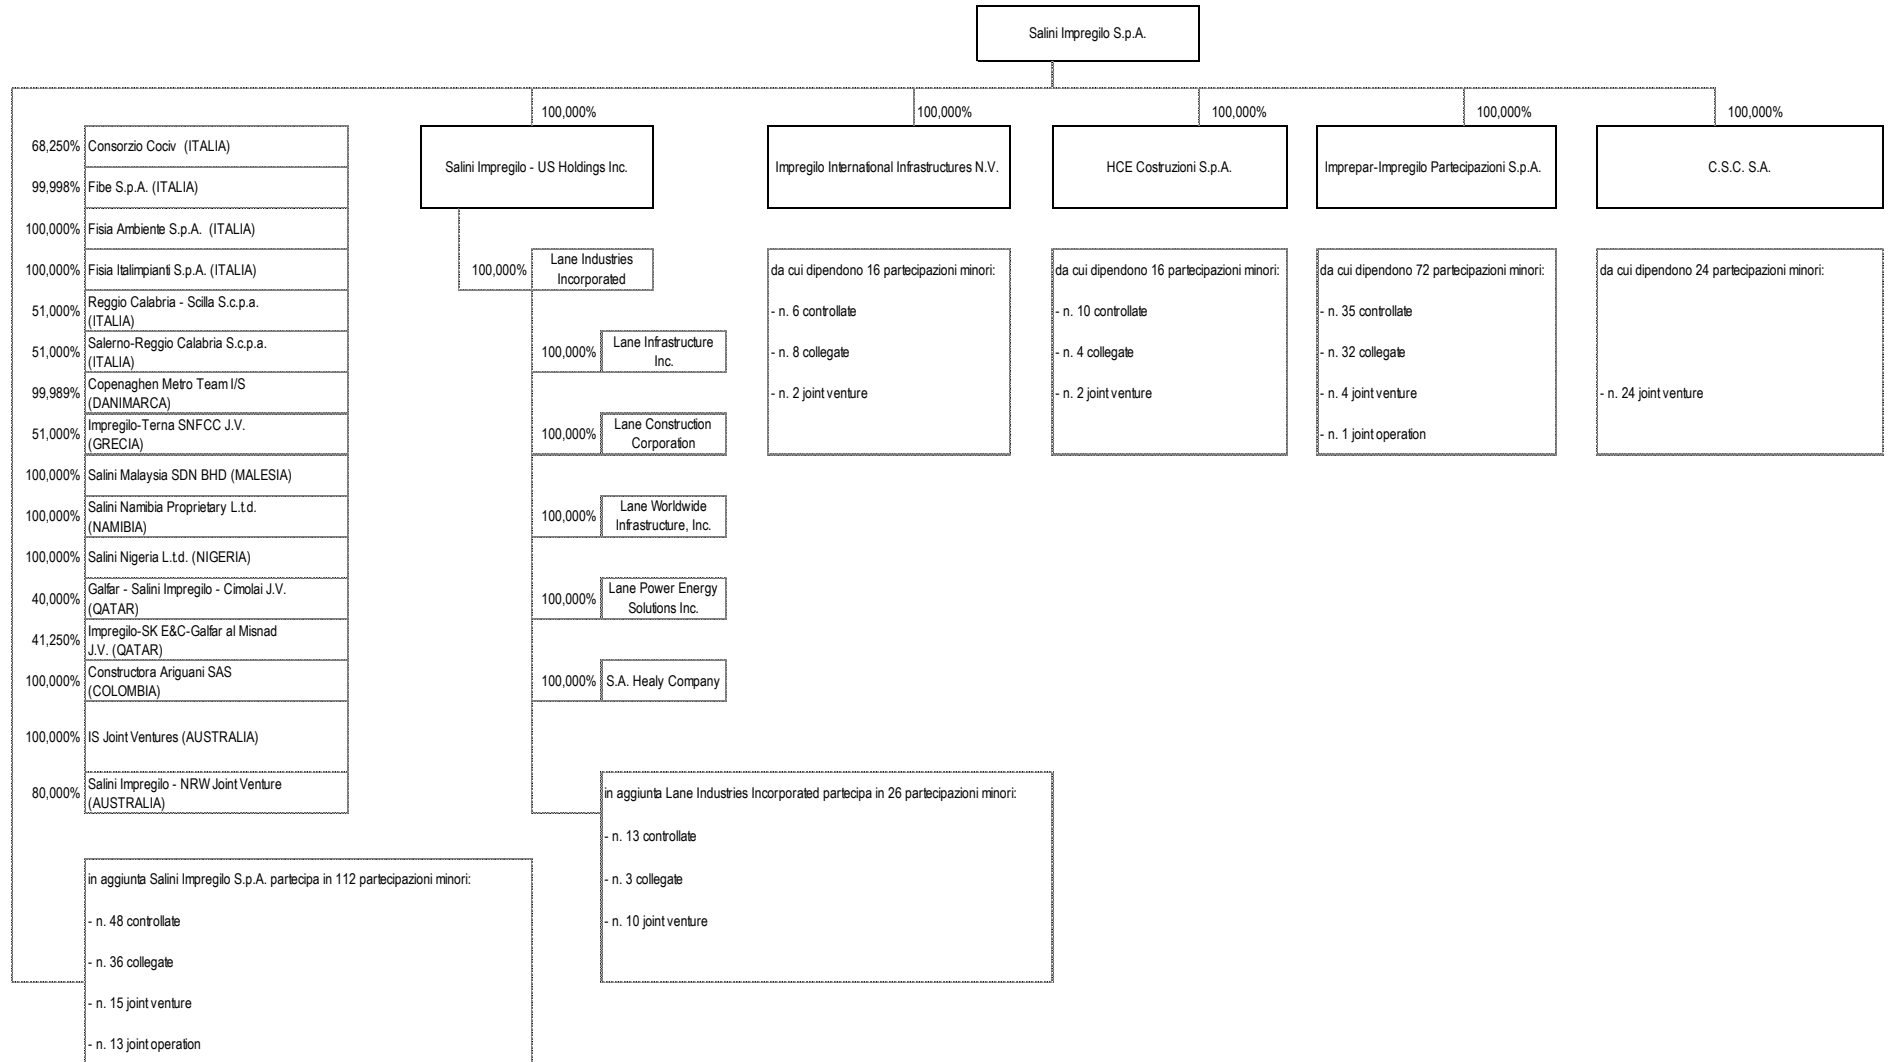 Salini Impregilo S.p.A.
100,000%
100,000%
100,000%
100,000%
100,000%
Salini Impregilo - US Holdings Inc.
Impregilo International Infrastructures N.V.
HCE Costruzioni S.p.A.
Imprepar-Impregilo Partecipazioni S.p.A.
C.S.C. S.A.
68,250% Consorzio Cociv (ITALIA)
99,998% Fibe S.p.A. (ITALIA)
100,000% Fisia Ambiente S.p.A. (ITALIA)
100,000% Fisia Italimpianti S.p.A. (ITALIA)
51,000% Reggio Calabria - Scilla S.c.p.a.
(ITALIA)
51,000% Salerno-Reggio Calabria S.c.p.a.
(ITALIA)
99,989% Copenaghen Metro Team I/S
(DANIMARCA)
51,000% Impregilo-Terna SNFCC J.V.
(GRECIA)
100,000% Salini Malaysia SDN BHD (MALESIA)
100,000% Salini Namibia Proprietary L.t.d.
(NAMIBIA)
100,000% Salini Nigeria L.t.d. (NIGERIA)
40,000% Galfar - Salini Impregilo - Cimolai J.V.
(QATAR)
41,250% Impregilo-SK E&C-Galfar al Misnad
J.V. (QATAR)
100,000% Constructora Ariguani SAS
(COLOMBIA)
100,000% IS Joint Ventures (AUSTRALIA)
80,000% Salini Impregilo - NRW Joint Venture
(AUSTRALIA)
in aggiunta Salini Impregilo S.p.A. partecipa in 112 partecipazioni minori:
- n. 48 controllate
- n. 36 collegate
- n. 15 joint venture
- n. 13 joint operation
100,000% Lane Industries
Incorporated
100,000% Lane Infrastructure
Inc.
100,000% Lane Construction
Corporation
100,000% Lane Worldwide
Infrastructure, Inc.
100,000% Lane Power Energy
Solutions Inc.
100,000% S.A. Healy Company
in aggiunta Lane Industries Incorporated partecipa in 26 partecipazioni minori:
- n. 13 controllate
- n. 3 collegate
- n. 10 joint venture
da cui dipendono 16 partecipazioni minori:
- n. 6 controllate
- n. 8 collegate
- n. 2 joint venture
da cui dipendono 16 partecipazioni minori:
- n. 10 controllate
- n. 4 collegate
- n. 2 joint venture
da cui dipendono 72 partecipazioni minori:
- n. 35 controllate
- n. 32 collegate
- n. 4 joint venture
- n. 1 joint operation
da cui dipendono 24 partecipazioni minori:
- n. 24 joint venture